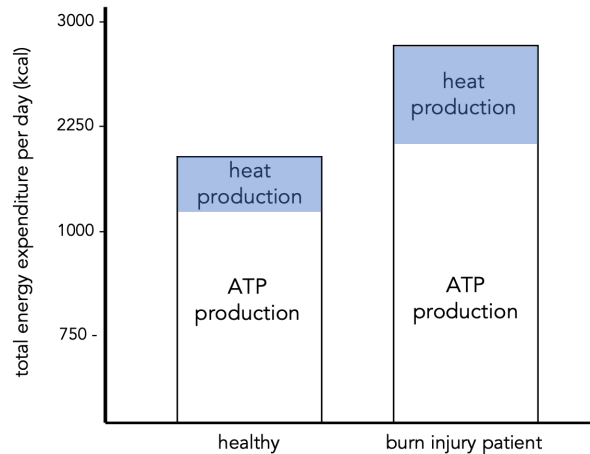 total energy expenditure per day (kcal)
3000 -
2250 -
1000 -
750 -
heat
production
ATP
production
heat
production
ATP
production
healthy
burn injury patient